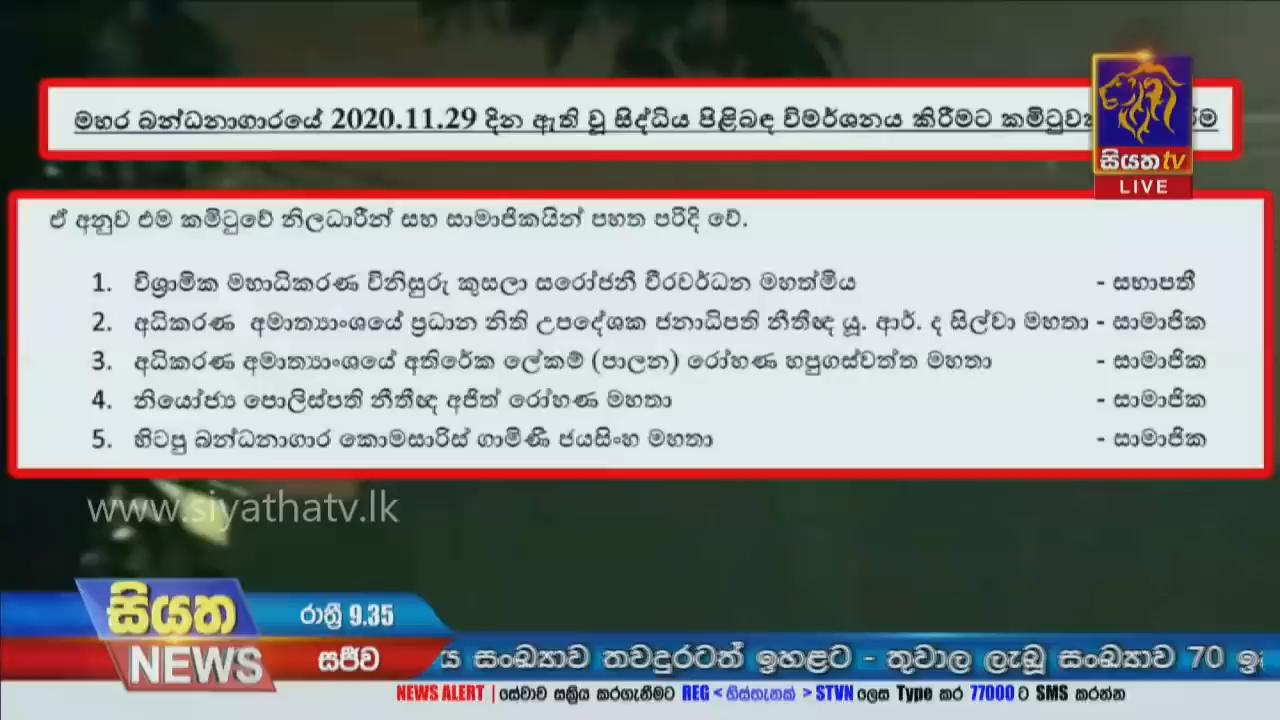 මහර බන්ධනාගාරයේ 2020.11.29 දින ඇති වූ සිද්ධිය පිළිබඳ විමර්ශනය කිරීමට
සියතtv
LIVE
ඒ අනුව එම කමිටුවේ නිලධාරීන් සහ සාමාජිකයින් පහත පරිදි වේ.
1. විශ්‍රාමික මහාධිකරණ විනිසුරු කුසලා සරෝජනී වීරවර්ධන මහත්මිය - සභාපතී
2. අධිකරණ අමාත්‍යාංශයේ ප්‍රධාන නිති උපදේශක ජනාධිපති නීතීඥ යූ. ආර්. ද සිල්වා මහතා - සාමාජික
3. අධිකරණ අමාත්‍යාංශයේ අතිරේක ලේකම් (පාලන) රෝහණ හපුගස්වත්ත මහතා - සාමාජික
4. නියෝජ්‍ය පොලිස්පති නීතීඥ අජිත් රෝහණ මහතා - සාමාජික
5. හිටපු බන්ධනාගාර කොමසාරිස් ගාමිණී ජයසිංහ මහතා - සාමාජික
www.siyathatv.lk
සියත NEWS
රාත්‍රී 9.35
සජීව
ය සංඛ්‍යාව තවදුරටත් ඉහළට - තුවාල ලැබූ සංඛ්‍යාව 70
NEWS ALERT | සේවාව සක්‍රිය කරගැනීමට REG < හිස්තැනක් > STVN ලෙස Type කර 77000 ට SMS කරන්න